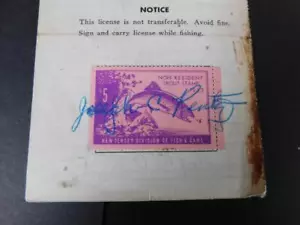 NOTICE
This license is not transferable. Avoid fine.
Sign and carry license while fishing.
NON RESIDENT
TROUT STAMP
$5
Joseph C.
NEW JERSEY DIVISION OF FISH & GAME